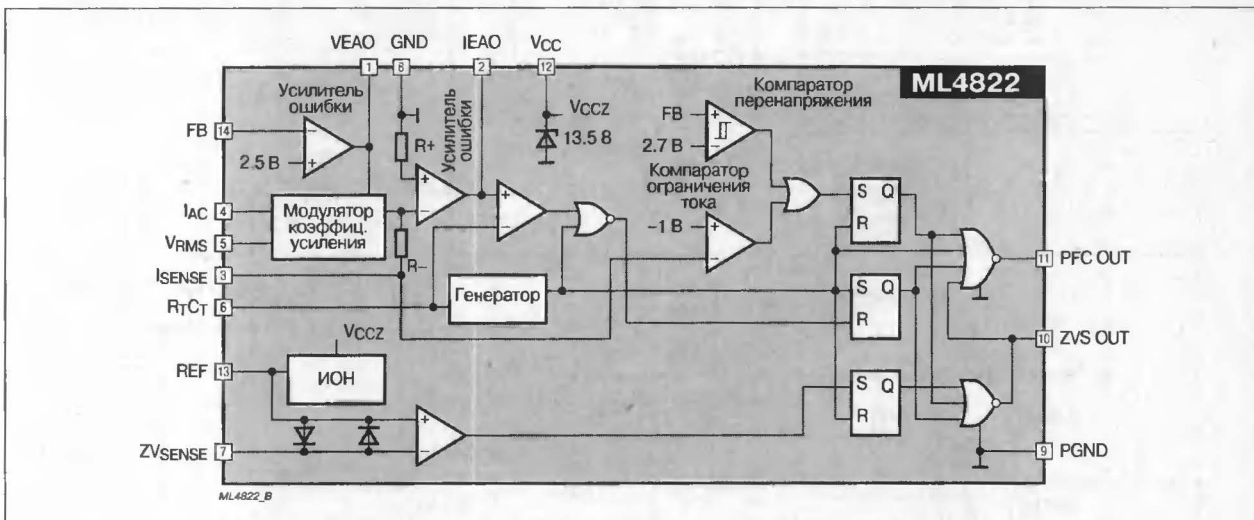 VEAO GND IEAO VCC
1 8 2 12
ML4822
Усилитель
ошибки
FB 14
2.5 В
R+
Усилитель
ошибки
VCCZ
13.5 В
Компаратор
перенапряжения
FB
2.7 В
Компаратор
ограничения
тока
–1 В
IAC 4
VRMS 5
Модулятор
коэффиц.
усиления
ISENSE 3
R–
RTCT 6
Генератор
S Q
R
S Q
R
S Q
R
11 PFC OUT
10 ZVS OUT
9 PGND
VCCZ
REF 13
ИОН
ZVSENSE 7
ML4822_B